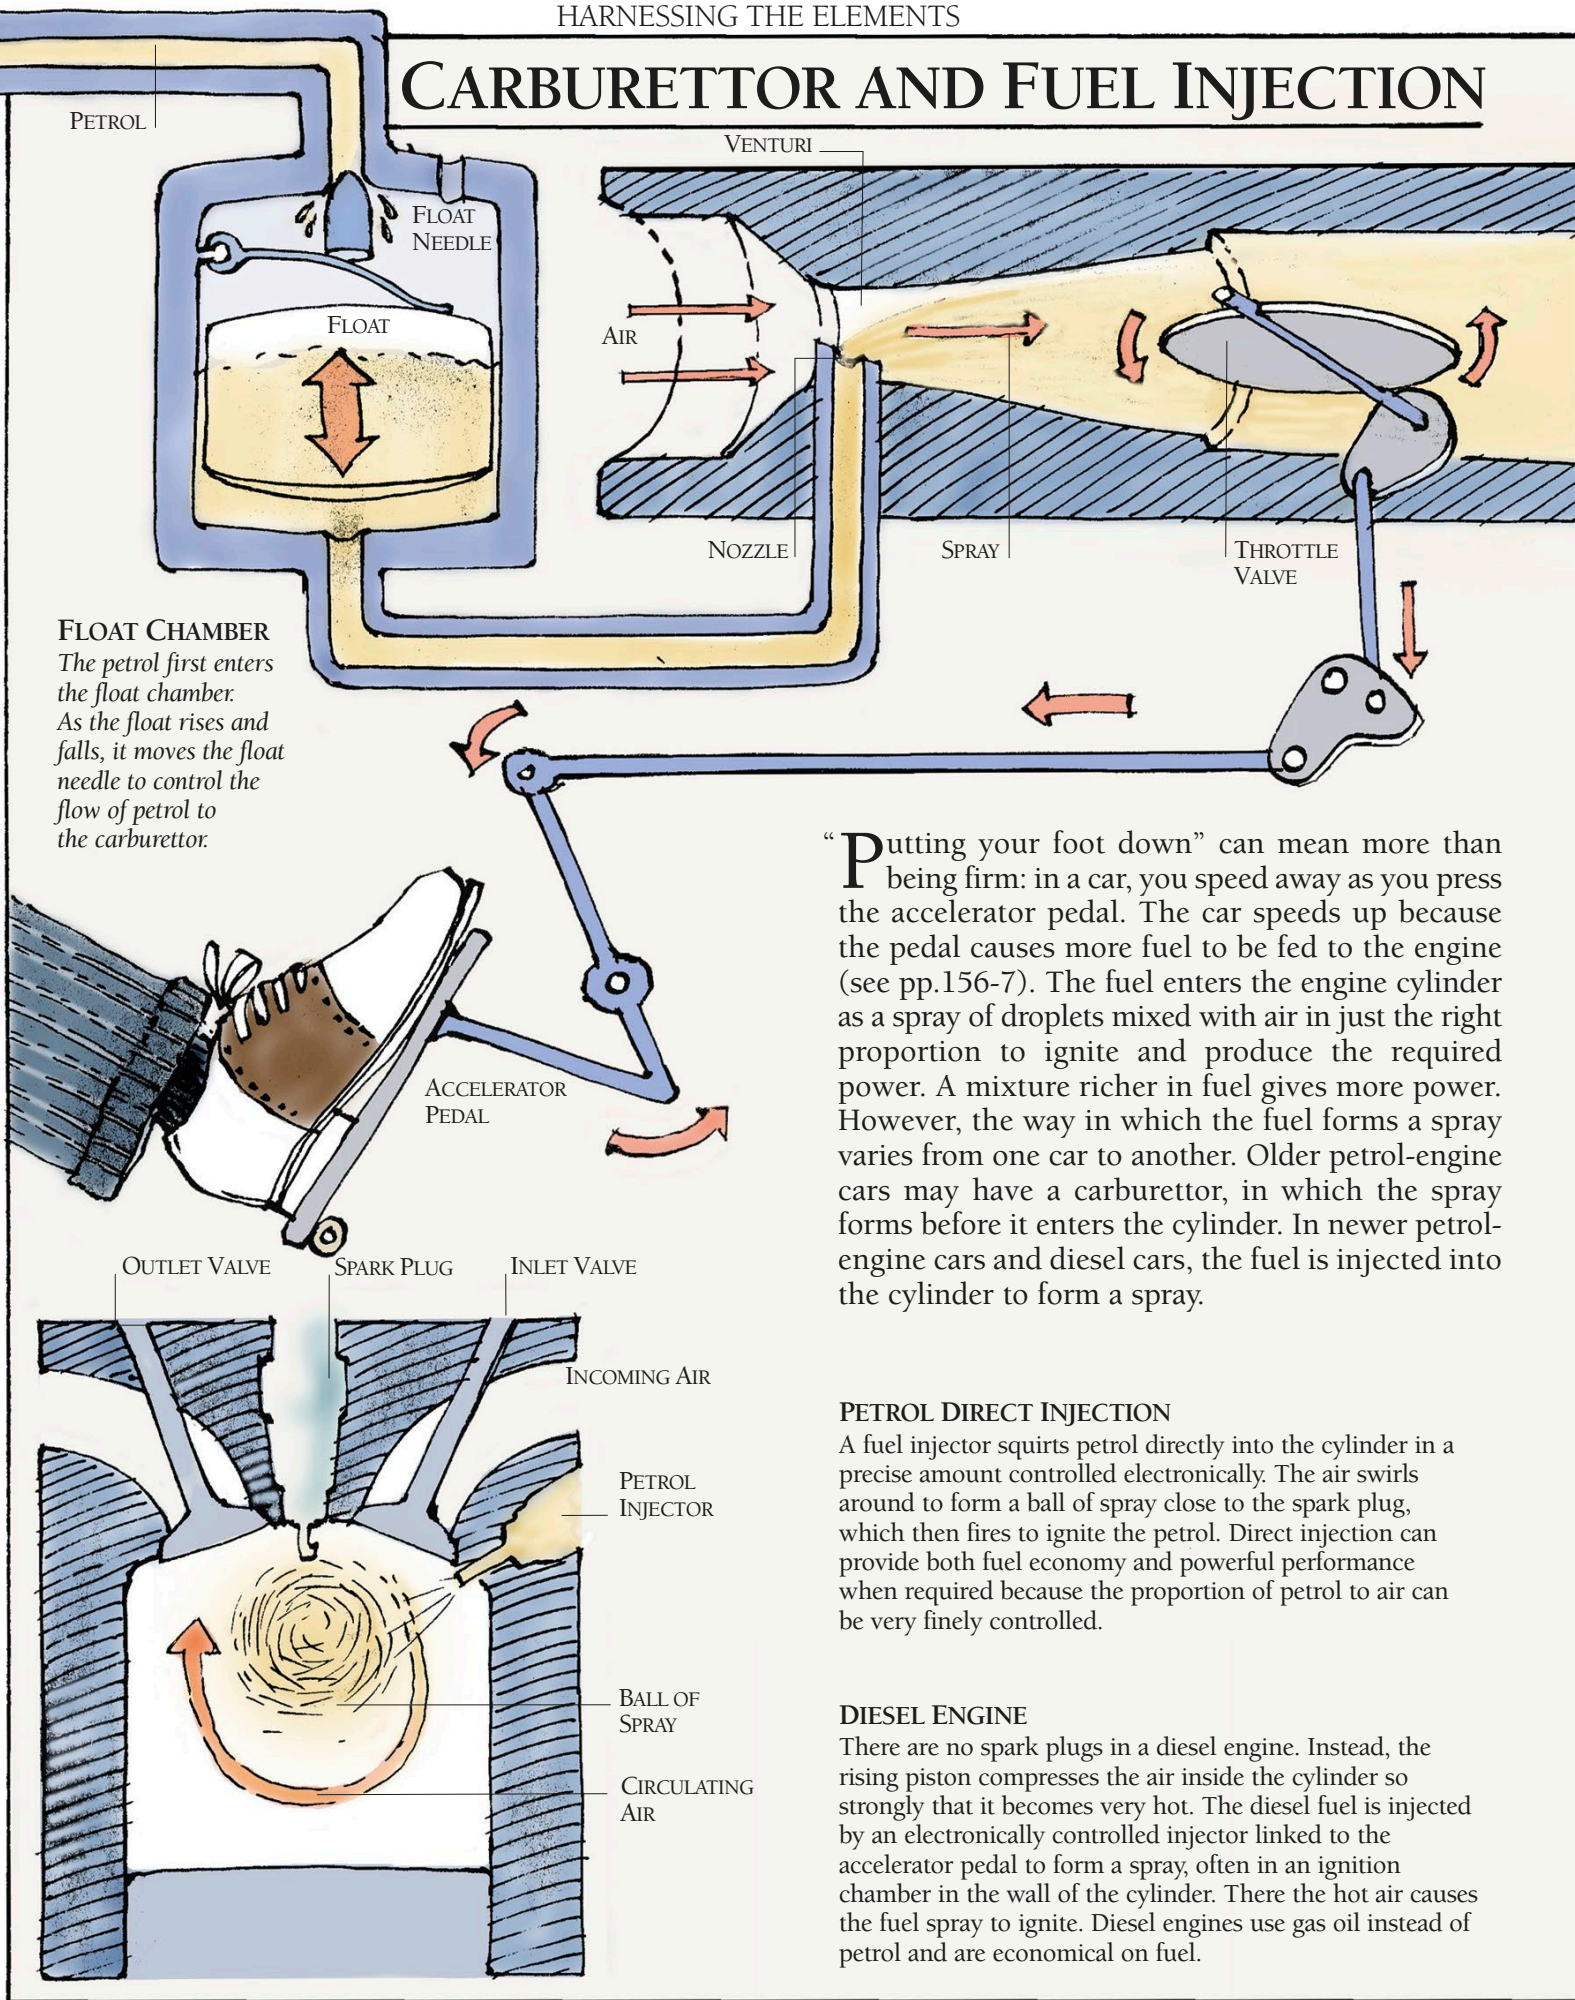 HARNESSING THE ELEMENTS
CARBURETTOR AND FUEL INJECTION
PETROL
VENTURI
FLOAT
NEEDLE
FLOAT
AIR
NOZZLE
SPRAY
THROTTLE
VALVE
FLOAT CHAMBER
The petrol first enters
the float chamber.
As the float rises and
falls, it moves the float
needle to control the
flow of petrol to
the carburettor.
ACCELERATOR
PEDAL
“Putting your foot down” can mean more than
being firm: in a car, you speed away as you press
the accelerator pedal. The car speeds up because
the pedal causes more fuel to be fed to the engine
(see pp.156-7). The fuel enters the engine cylinder
as a spray of droplets mixed with air in just the right
proportion to ignite and produce the required
power. A mixture richer in fuel gives more power.
However, the way in which the fuel forms a spray
varies from one car to another. Older petrol-engine
cars may have a carburettor, in which the spray
forms before it enters the cylinder. In newer petrol-
engine cars and diesel cars, the fuel is injected into
the cylinder to form a spray.
OUTLET VALVE
SPARK PLUG
INLET VALVE
INCOMING AIR
PETROL
INJECTOR
BALL OF
SPRAY
CIRCULATING
AIR
PETROL DIRECT INJECTION
A fuel injector squirts petrol directly into the cylinder in a
precise amount controlled electronically. The air swirls
around to form a ball of spray close to the spark plug,
which then fires to ignite the petrol. Direct injection can
provide both fuel economy and powerful performance
when required because the proportion of petrol to air can
be very finely controlled.
DIESEL ENGINE
There are no spark plugs in a diesel engine. Instead, the
rising piston compresses the air inside the cylinder so
strongly that it becomes very hot. The diesel fuel is injected
by an electronically controlled injector linked to the
accelerator pedal to form a spray, often in an ignition
chamber in the wall of the cylinder. There the hot air causes
the fuel spray to ignite. Diesel engines use gas oil instead of
petrol and are economical on fuel.